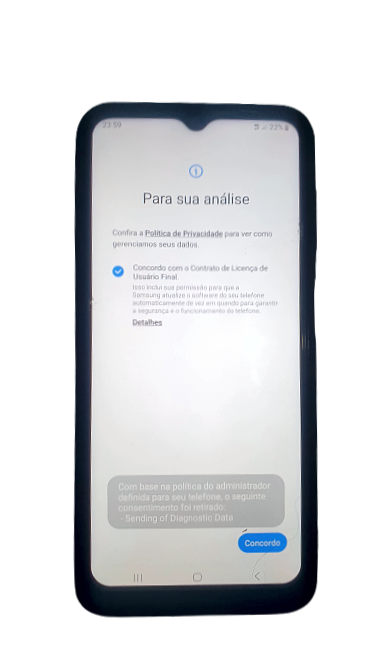 23:59
22%
Para sua análise
Confira a Política de Privacidade para ver como
gerenciamos seus dados.
Concordo com o Contrato de Licença de
Usuário Final.
Isso inclui sua permissão para que a
Samsung atualize o software do seu telefone
automaticamente de vez em quando para garantir
a segurança e o funcionamento do telefone.
Detalhes
Com base na política do administrador
definida para seu telefone, o seguinte
consentimento foi retirado:
- Sending of Diagnostic Data
Concordo